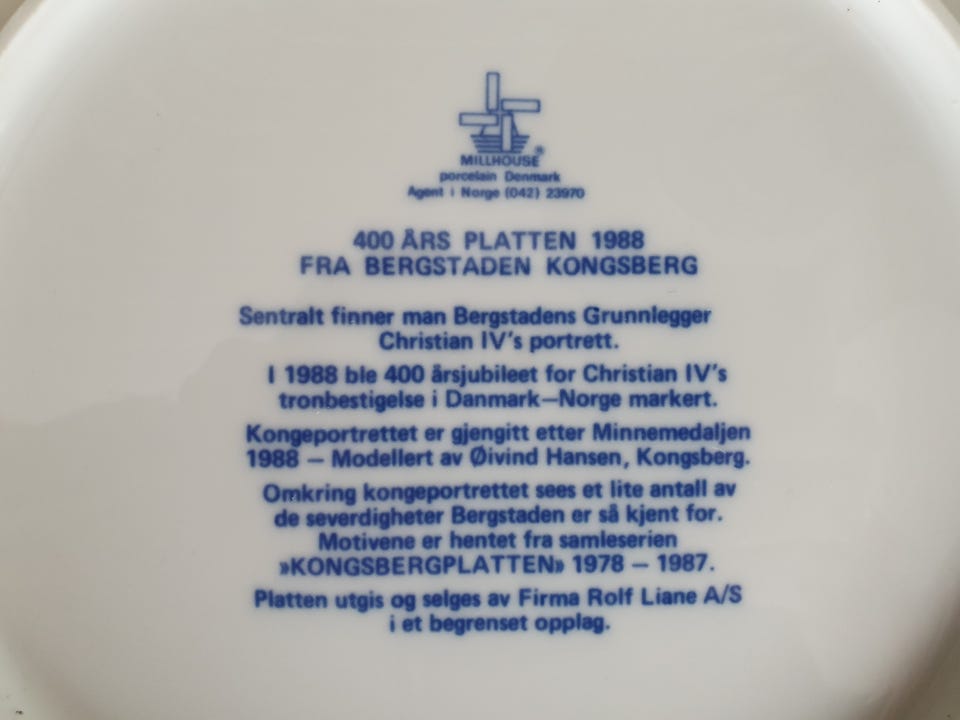 MILLHOUSE®
porcelain Denmark
Agent i Norge (042) 23970
400 ÅRS PLATTEN 1988
FRA BERGSTADEN KONGSBERG
Sentralt finner man Bergstadens Grunnlegger
Christian IV's portrett.
I 1988 ble 400 årsjubileet for Christian IV's
tronbestigelse i Danmark—Norge markert.
Kongeportrettet er gjengitt etter Minnemedaljen
1988 — Modellert av Øivind Hansen, Kongsberg.
Omkring kongeportrettet sees et lite antall av
de severdigheter Bergstaden er så kjent for.
Motivene er hentet fra samleserien
»KONGSBERGPLATTEN» 1978 — 1987.
Platten utgis og selges av Firma Rolf Liane A/S
i et begrenset opplag.